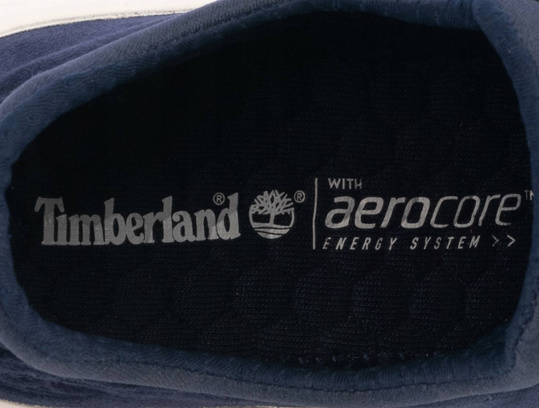 Timberland® ®
WITH
aerocore™
ENERGY SYSTEM >>